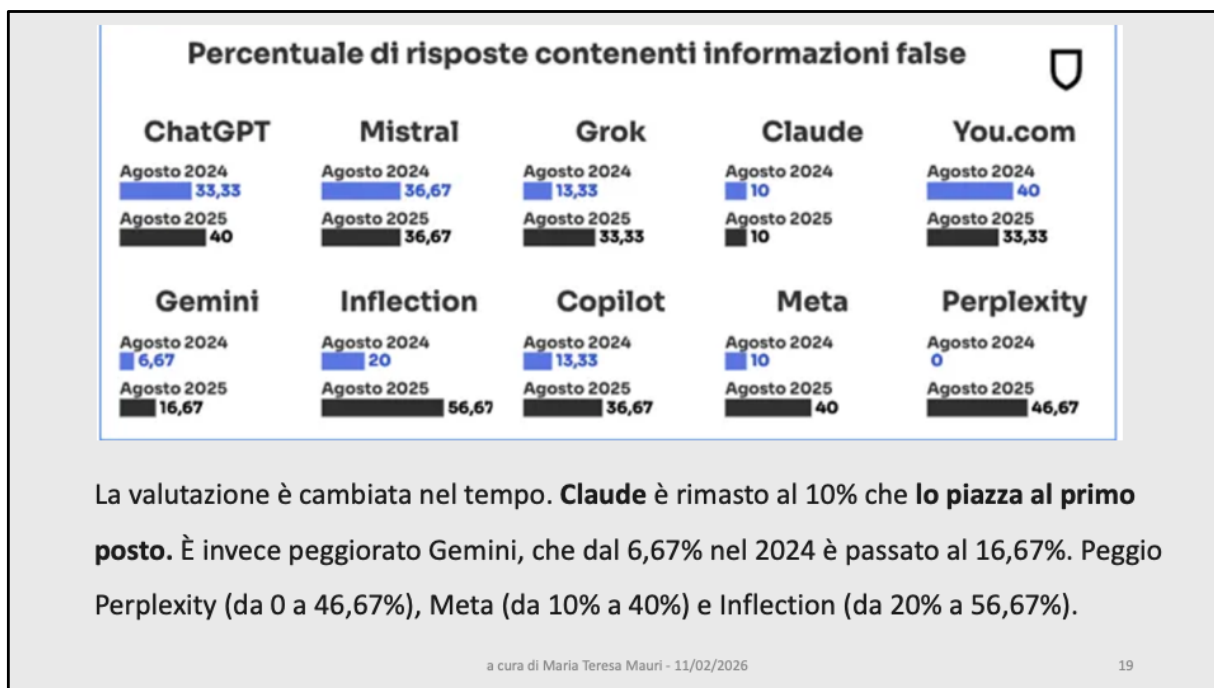 Percentuale di risposte contenenti informazioni false
ChatGPT
Agosto 2024
33,33
Agosto 2025
40
Mistral
Agosto 2024
36,67
Agosto 2025
36,67
Grok
Agosto 2024
13,33
Agosto 2025
33,33
Claude
Agosto 2024
10
Agosto 2025
10
You.com
Agosto 2024
40
Agosto 2025
33,33
Gemini
Agosto 2024
6,67
Agosto 2025
16,67
Inflection
Agosto 2024
20
Agosto 2025
56,67
Copilot
Agosto 2024
13,33
Agosto 2025
36,67
Meta
Agosto 2024
10
Agosto 2025
40
Perplexity
Agosto 2024
0
Agosto 2025
46,67
La valutazione è cambiata nel tempo. Claude è rimasto al 10% che lo piazza al primo
posto. È invece peggiorato Gemini, che dal 6,67% nel 2024 è passato al 16,67%. Peggio
Perplexity (da 0 a 46,67%), Meta (da 10% a 40%) e Inflection (da 20% a 56,67%).
a cura di Maria Teresa Mauri - 11/02/2026
19